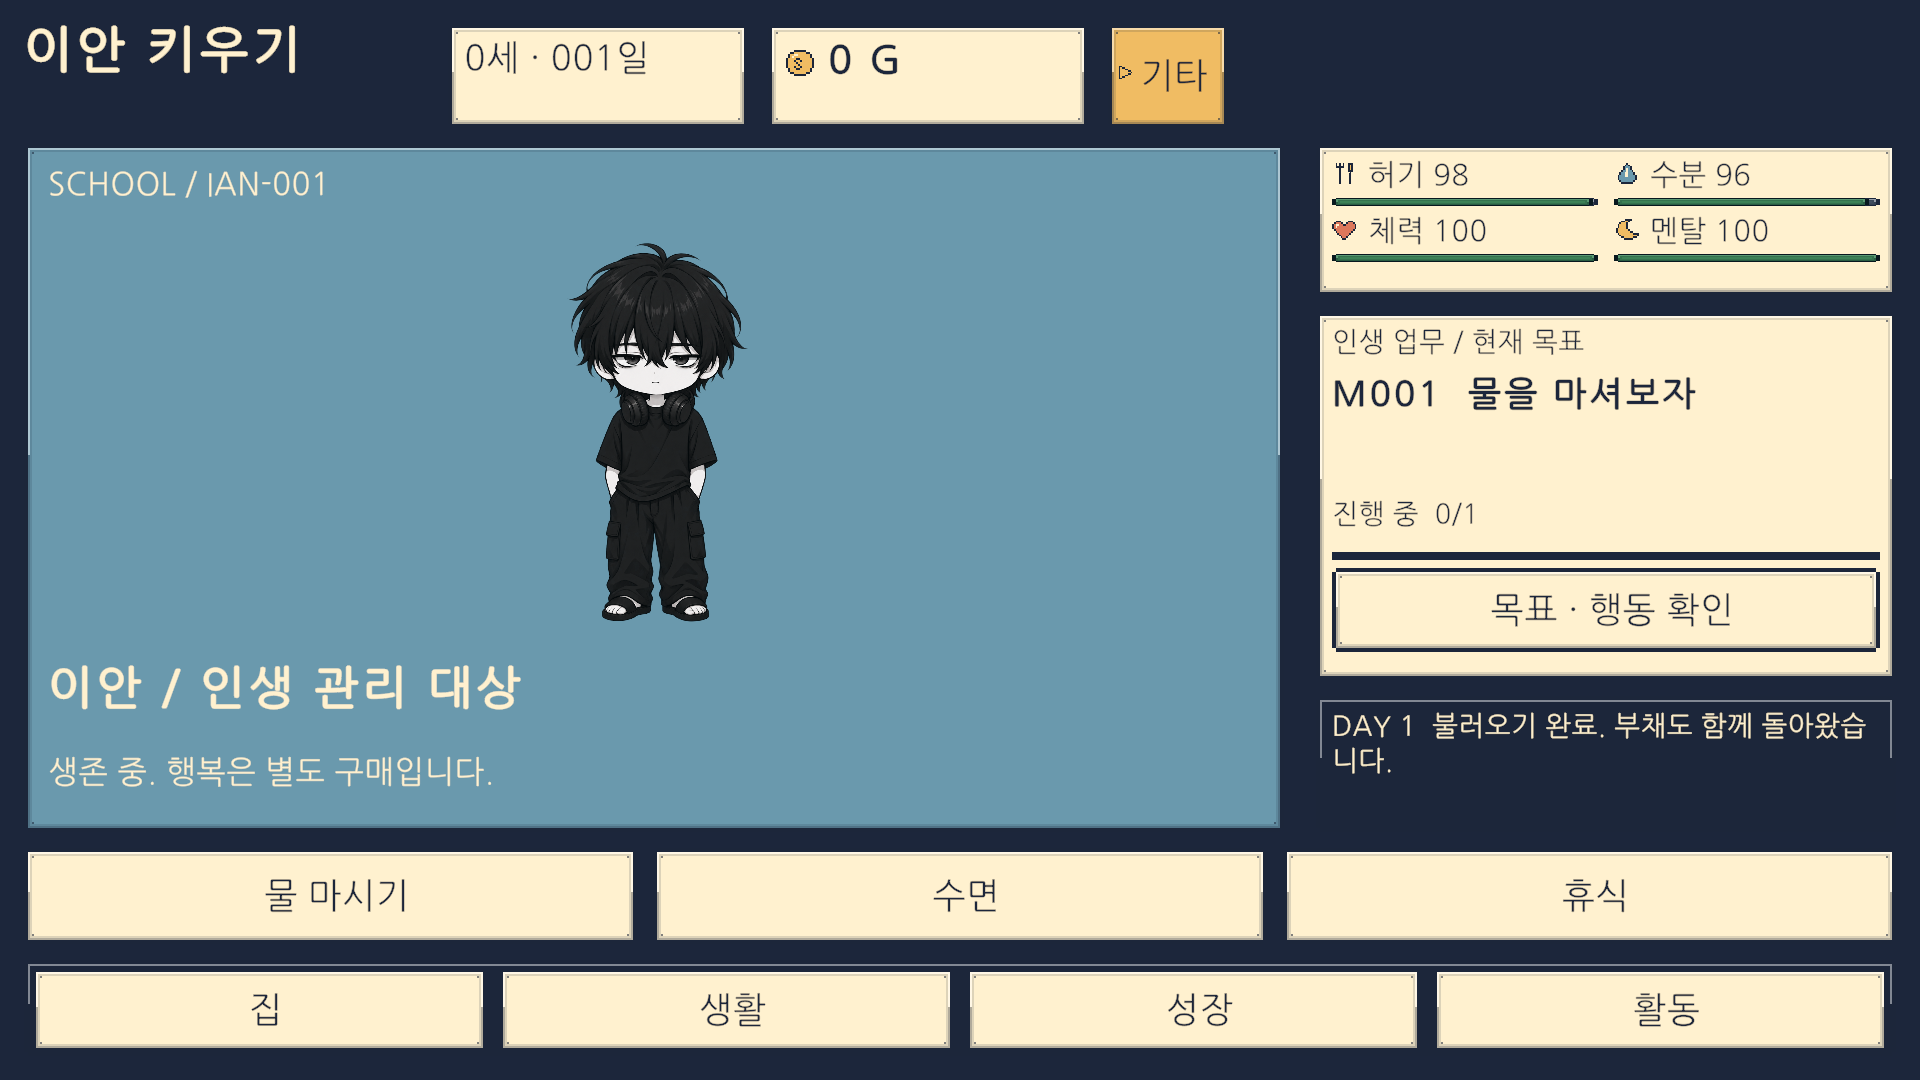 이안 키우기
0세 · 001일
0 G
기타
SCHOOL / IAN-001
허기 98
수분 96
체력 100
멘탈 100
인생 업무 / 현재 목표
M001 물을 마셔보자
진행 중 0/1
목표 · 행동 확인
이안 / 인생 관리 대상
생존 중. 행복은 별도 구매입니다.
DAY 1 불러오기 완료. 부채도 함께 돌아왔습
니다.
물 마시기
수면
휴식
집
생활
성장
활동